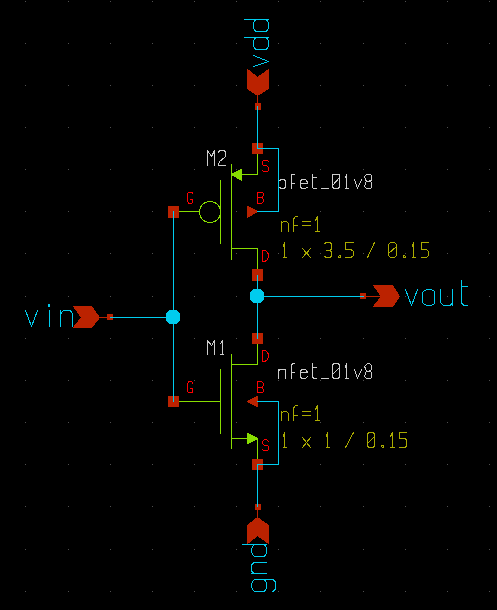 vdd
M2
S
pfet_01v8
G
B
nf=1
1 x 3.5 / 0.15
D
vout
vin
M1
D
nfet_01v8
G
B
nf=1
1 x 1 / 0.15
S
gnd